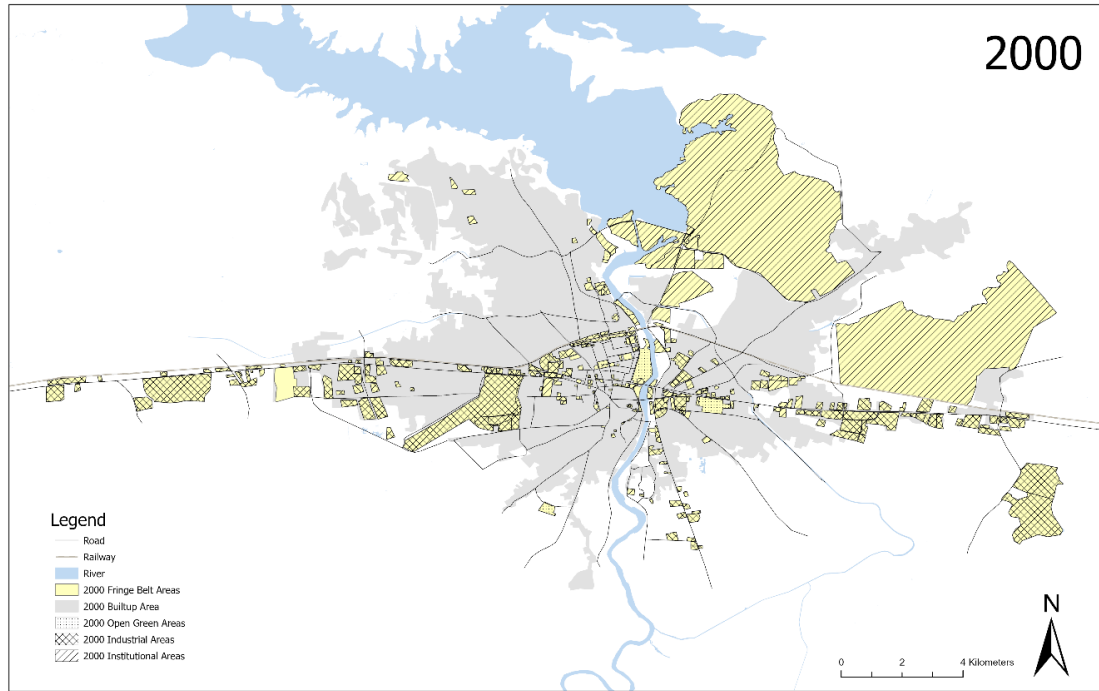 2000
Legend
Road
Railway
River
2000 Fringe Belt Areas
2000 Builtup Area
2000 Open Green Areas
2000 Industrial Areas
2000 Institutional Areas
N
0 2 4 Kilometers